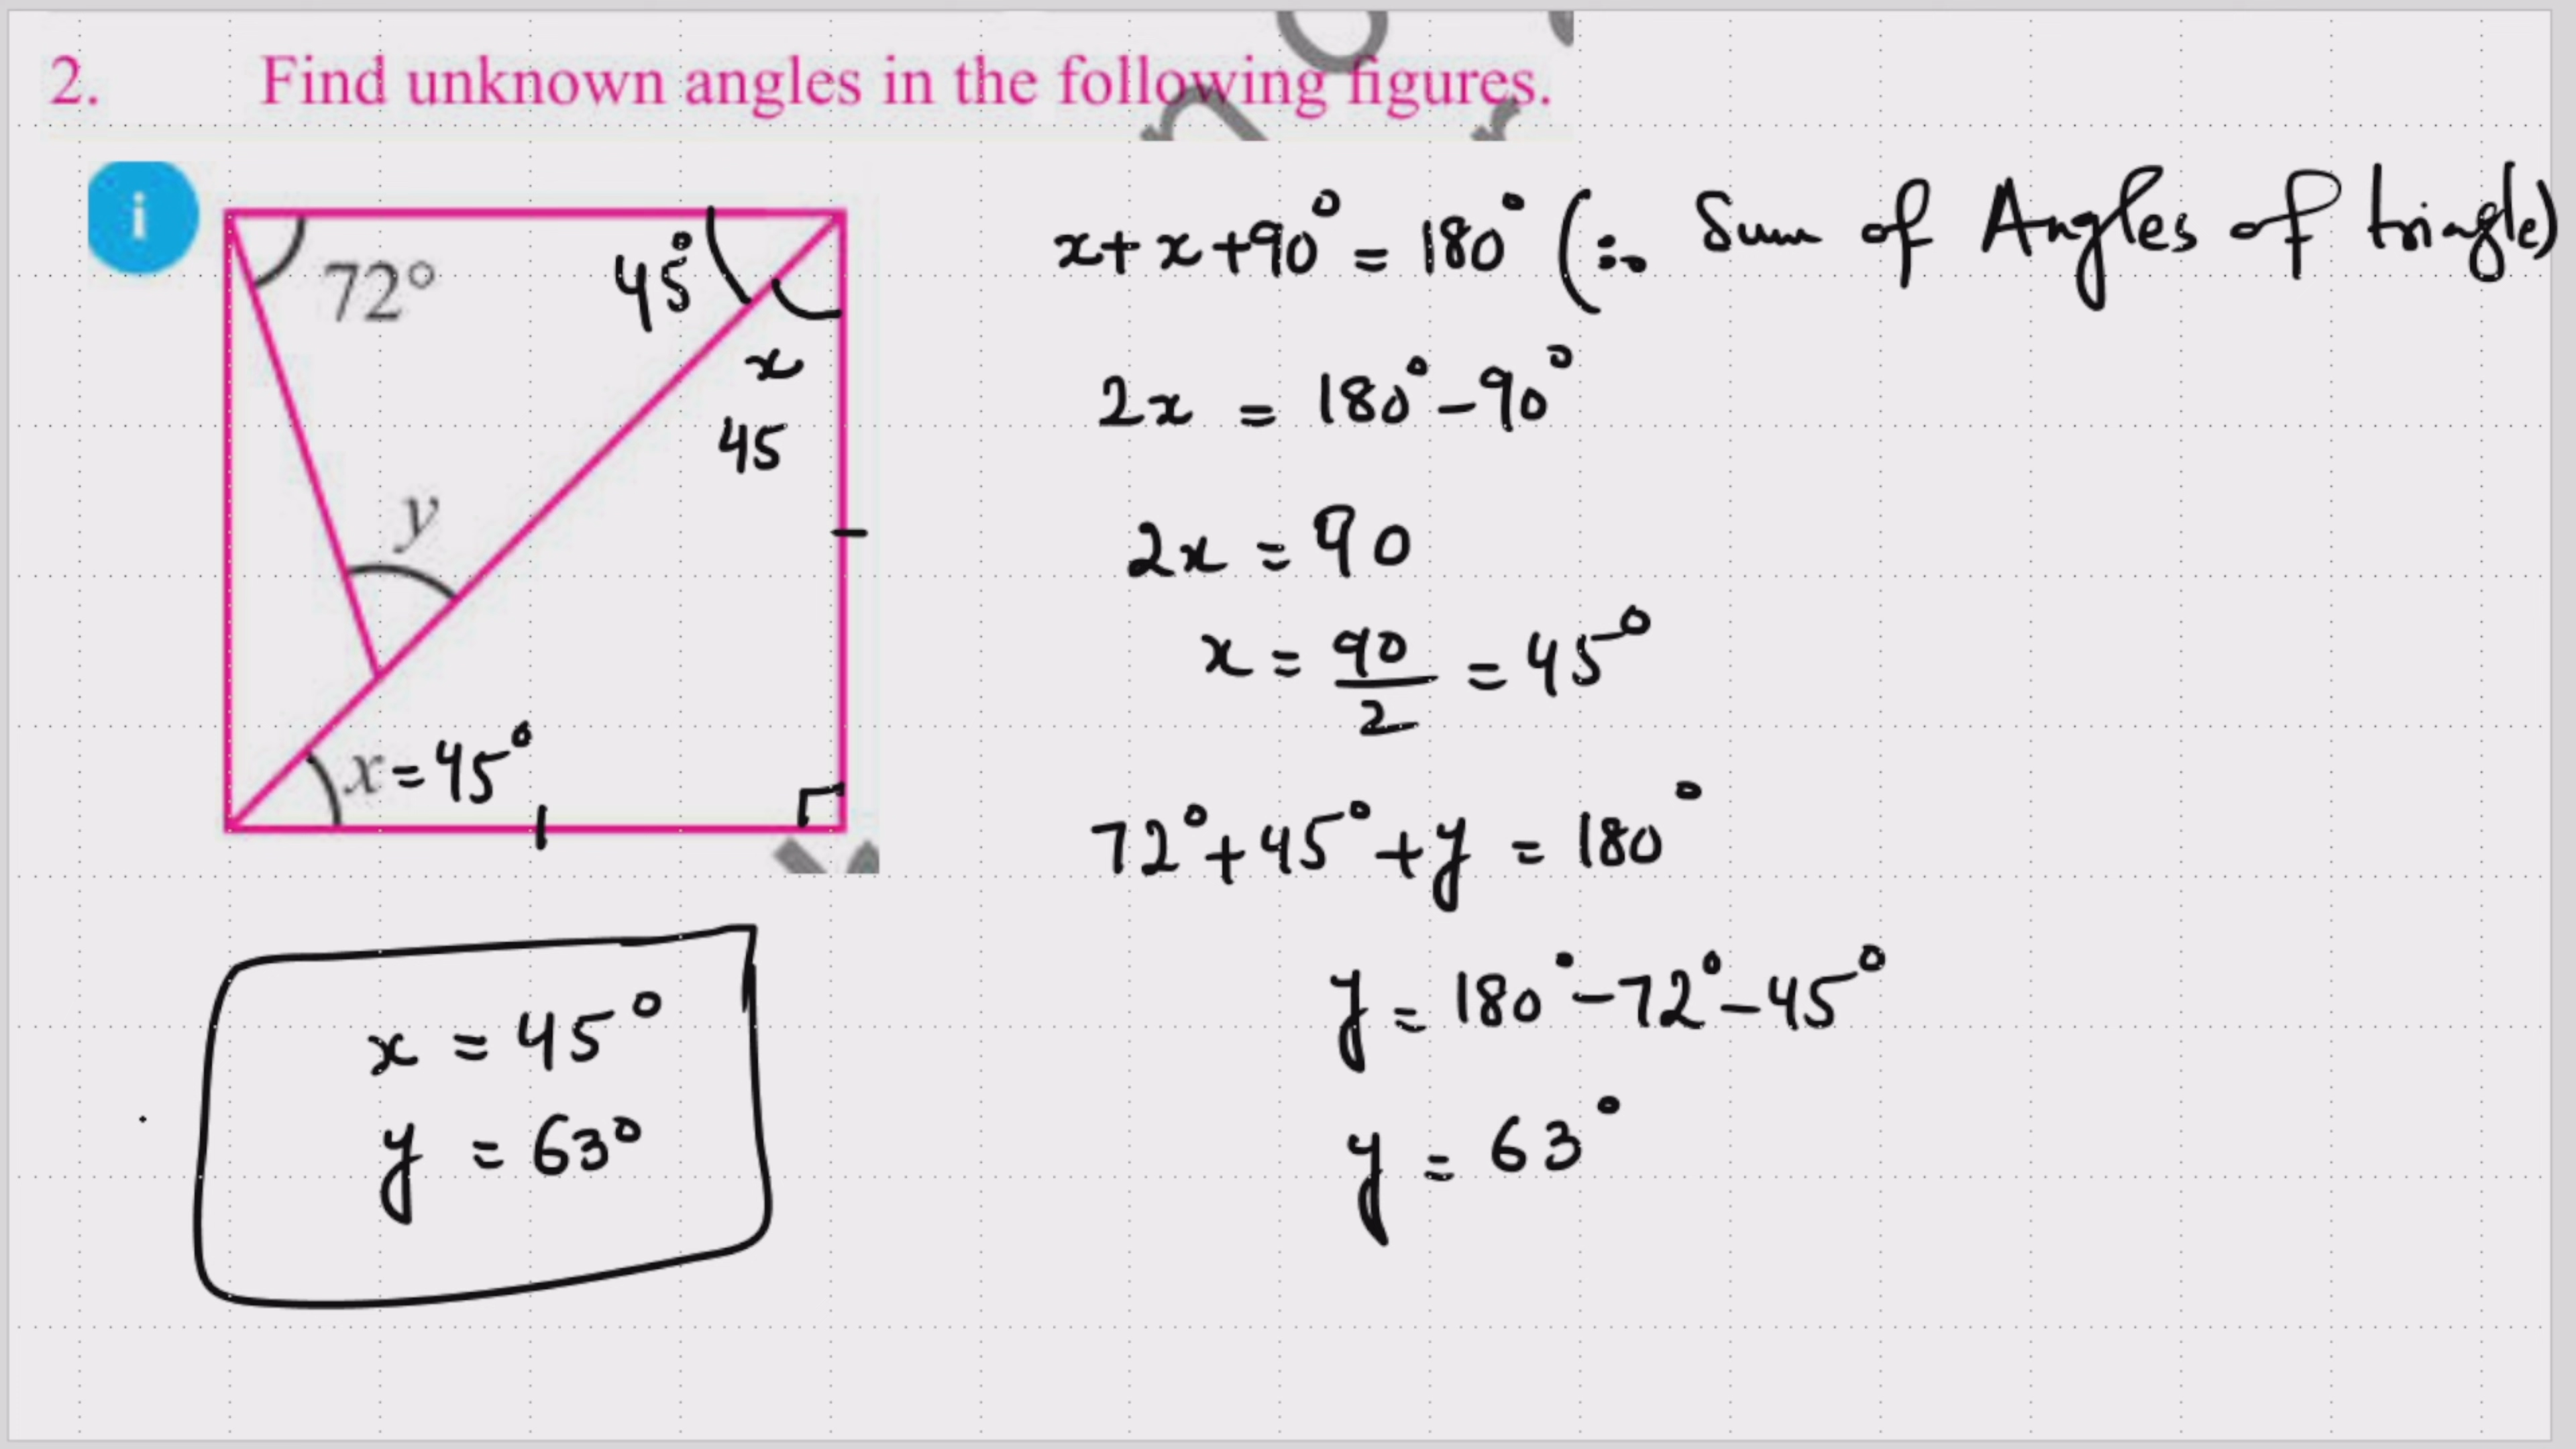 2. Find unknown angles in the following figures.
i
72°
45°
x
45
y
x = 45°
x + x + 90° = 180° (∵ Sum of Angles of tringle)
2x = 180° - 90°
2x = 90
x = 90/2 = 45°
72° + 45° + y = 180°
y = 180° - 72° - 45°
y = 63°
x = 45°
y = 63°